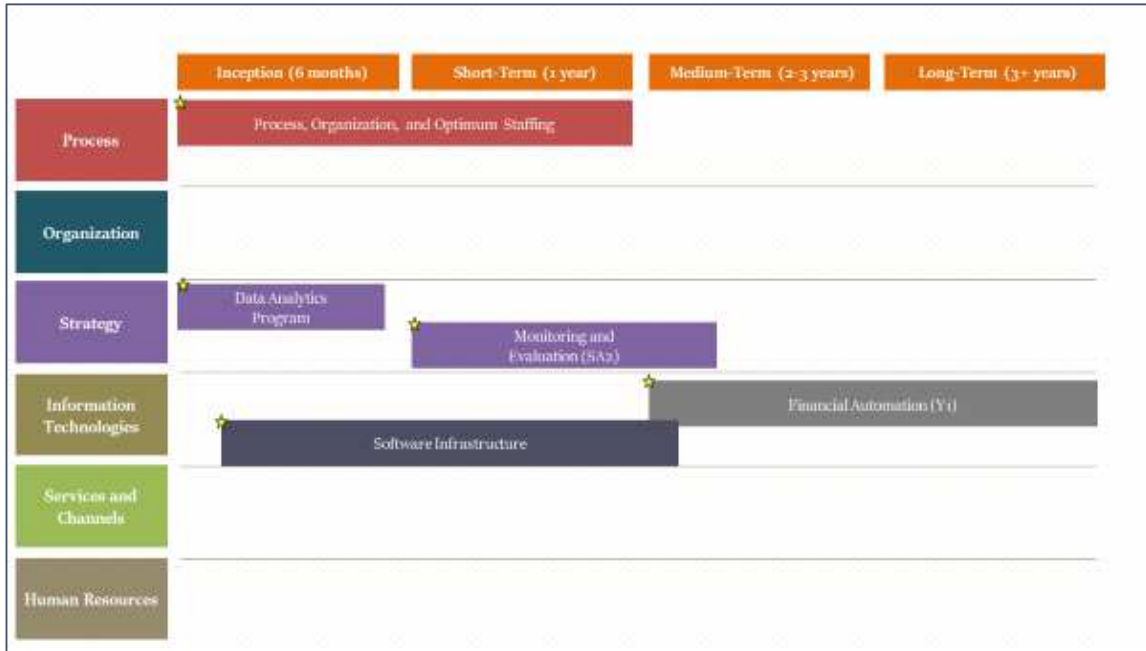 Inception (6 months)
Short-Term (1 year)
Medium-Term (2-3 years)
Long-Term (3+ years)
Process
Process, Organization, and Optimum Staffing
Organization
Strategy
Data Analytics
Program
Monitoring and
Evaluation (SA2)
Information
Technologies
Financial Automation (Y1)
Software Infrastructure
Services and
Channels
Human Resources